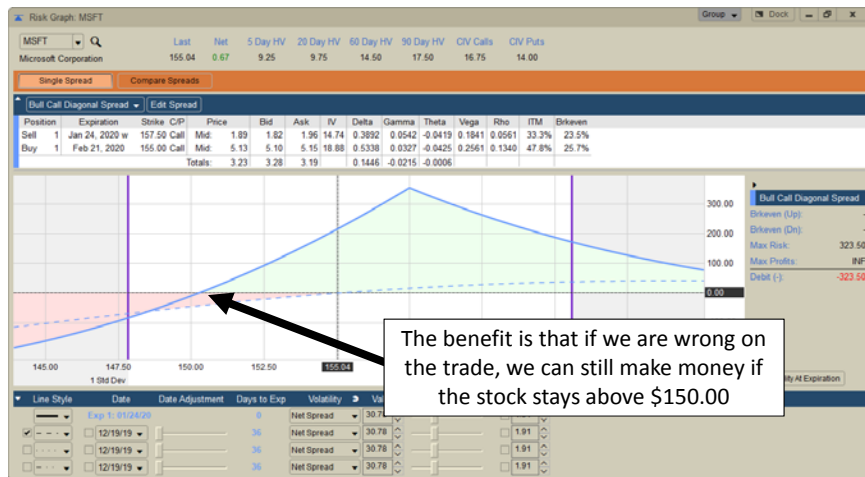 Risk Graph: MSFT Group Dock
MSFT Last Net 5 Day HV 20 Day HV 60 Day HV 90 Day HV CIV Calls CIV Puts
Microsoft Corporation 155.04 0.67 9.25 9.75 14.50 17.50 16.75 14.00
Single Spread Compare Spreads
Bull Call Diagonal Spread Edit Spread
Position Expiration Strike C/P Price Bid Ask IV Delta Gamma Theta Vega Rho ITM Brkeven
Sell 1 Jan 24, 2020 w 157.50 Call Mid: 1.89 1.82 1.96 14.74 0.3892 0.0542 -0.0419 0.1841 0.0561 33.3% 23.5%
Buy 1 Feb 21, 2020 155.00 Call Mid: 5.13 5.10 5.15 18.88 0.5338 0.0327 -0.0425 0.2561 0.1340 47.8% 25.7%
Totals: 3.23 3.28 3.19 0.1446 -0.0215 -0.0006
Bull Call Diagonal Spread
300.00 Brkeven (Up):
200.00 Brkeven (Dn): -
Max Risk: 323.50
100.00 Max Profits: INF
Debit (-): -323.50
0.00
The benefit is that if we are wrong on
the trade, we can still make money if
the stock stays above $150.00
145.00 147.50 150.00 152.50 155.04
1 Std Dev
ity At Expiration
Line Style Date Date Adjustment Days to Exp Volatility Val
Exp 1: 01/24/20 0 Net Spread 30.78 1.91
12/19/19 36 Net Spread 30.78 1.91
12/19/19 36 Net Spread 30.78 1.91
12/19/19 36 Net Spread 30.78 1.91